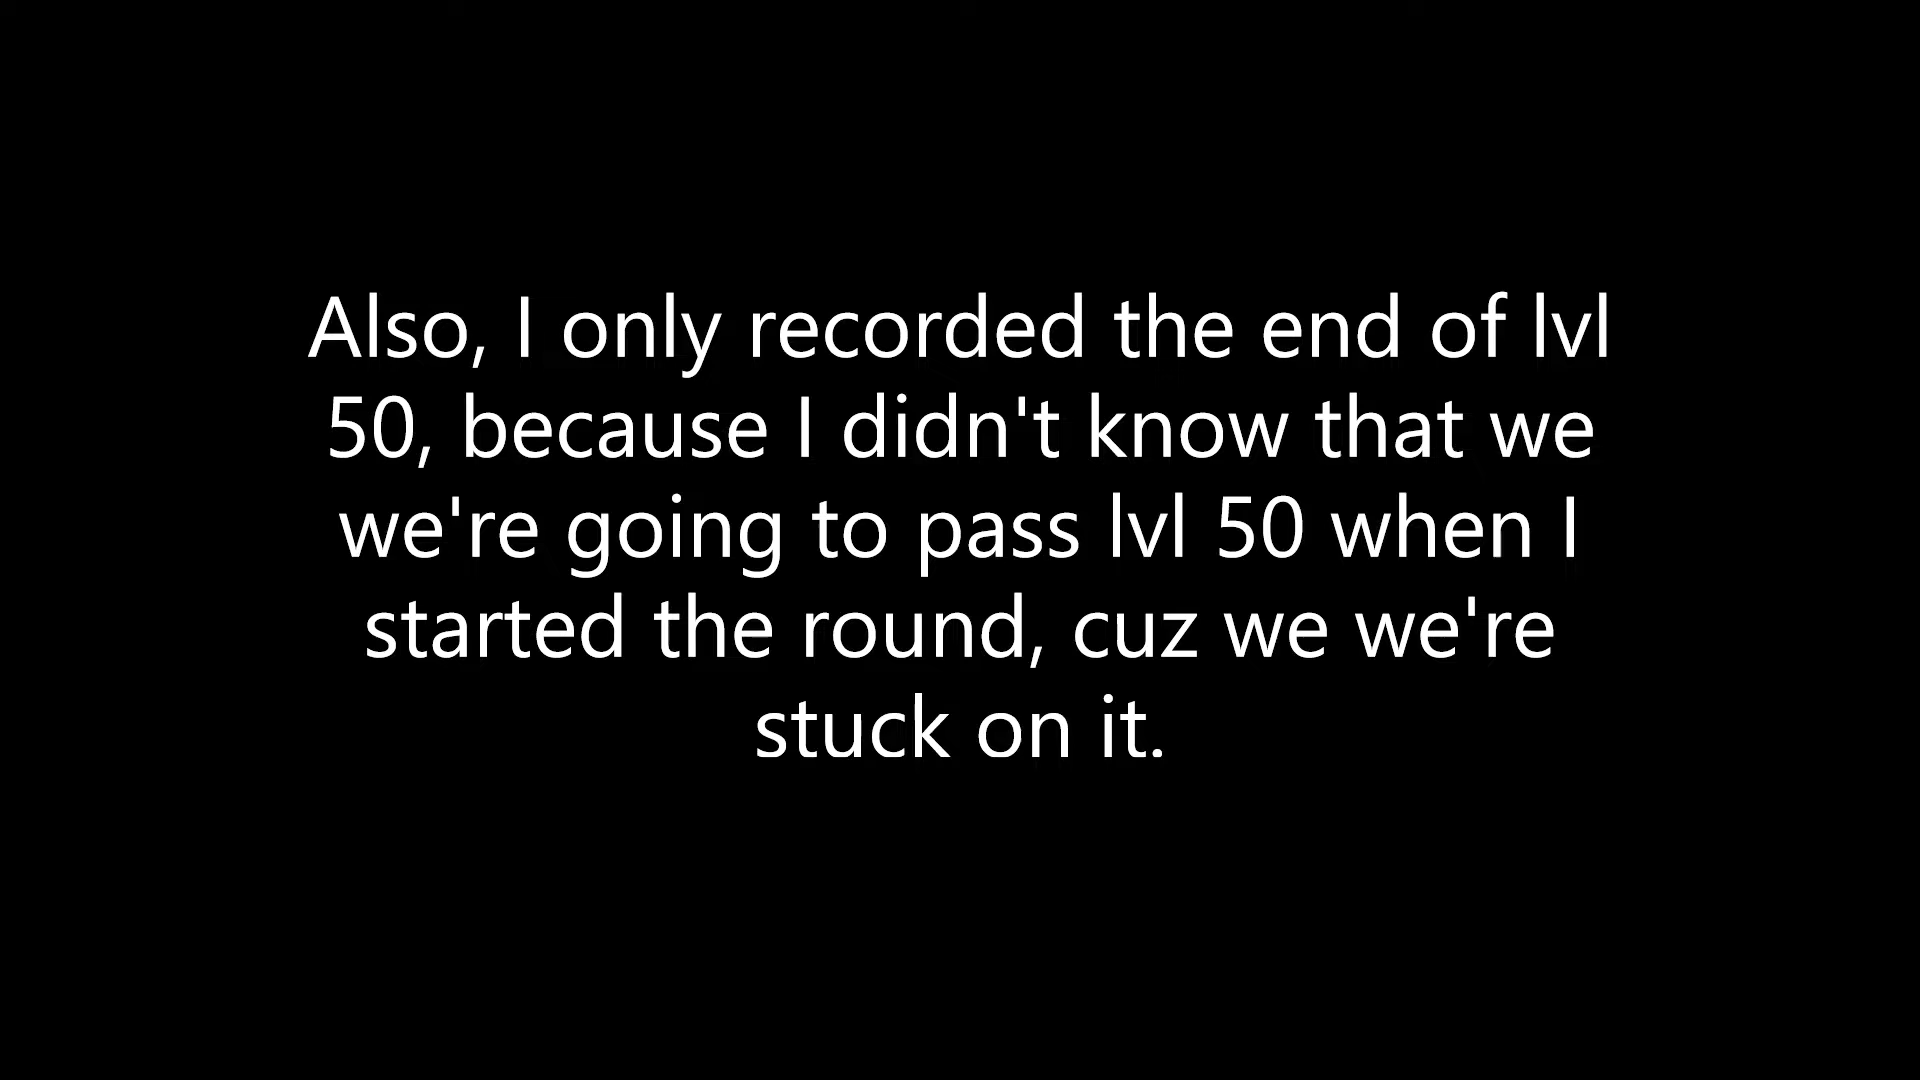 Also, I only recorded the end of lvl
50, because I didn't know that we
we're going to pass lvl 50 when I
started the round, cuz we we're
stuck on it.